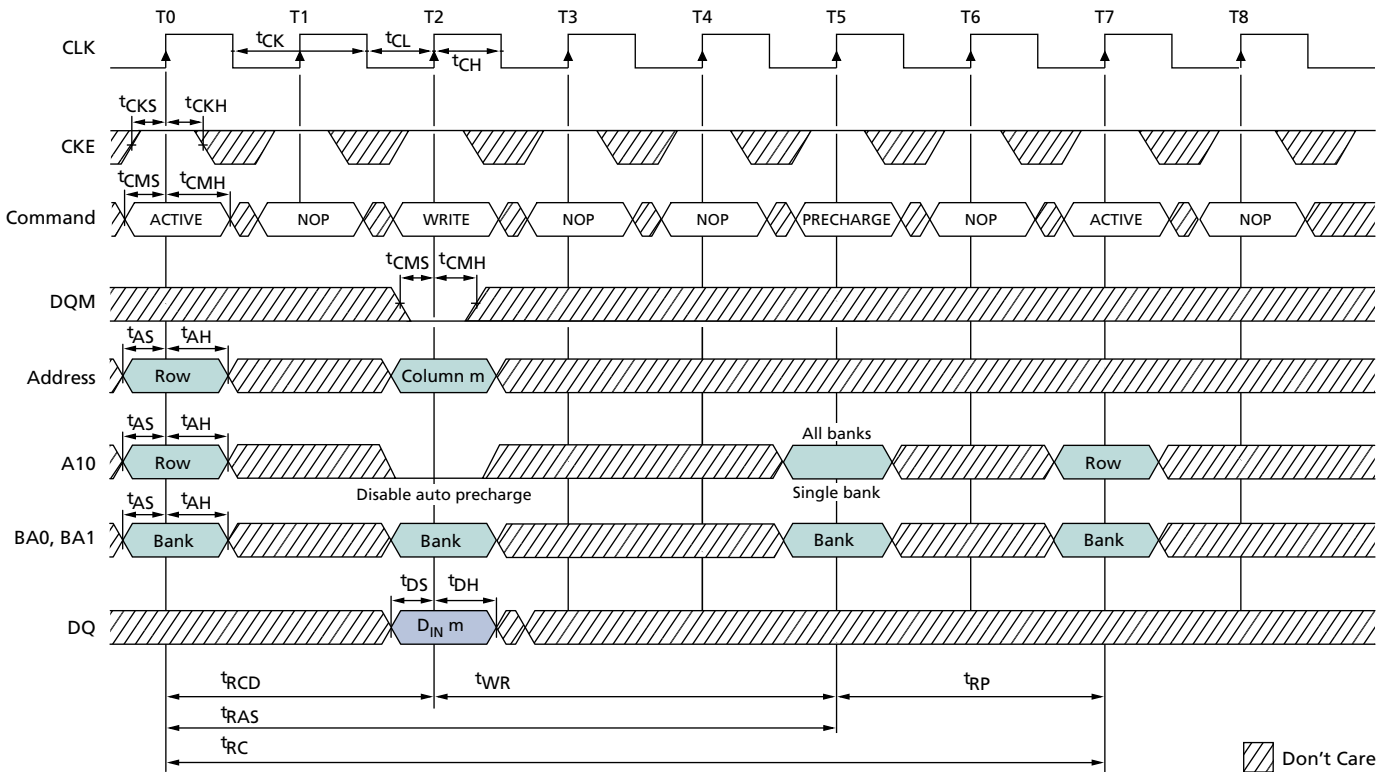 T0 T1 T2 T3 T4 T5 T6 T7 T8
CLK
tCK tCL
tCH
tCKS tCKH
CKE
tCMS tCMH
Command ACTIVE NOP WRITE NOP NOP PRECHARGE NOP ACTIVE NOP
tCMS tCMH
DQM
tAS tAH
Address Row Column m
tAS tAH
All banks
A10 Row Row
Disable auto precharge Single bank
tAS tAH
BA0, BA1 Bank Bank Bank Bank
tDS tDH
DQ DIN m
tRCD tWR tRP
tRAS
tRC
Don't Care